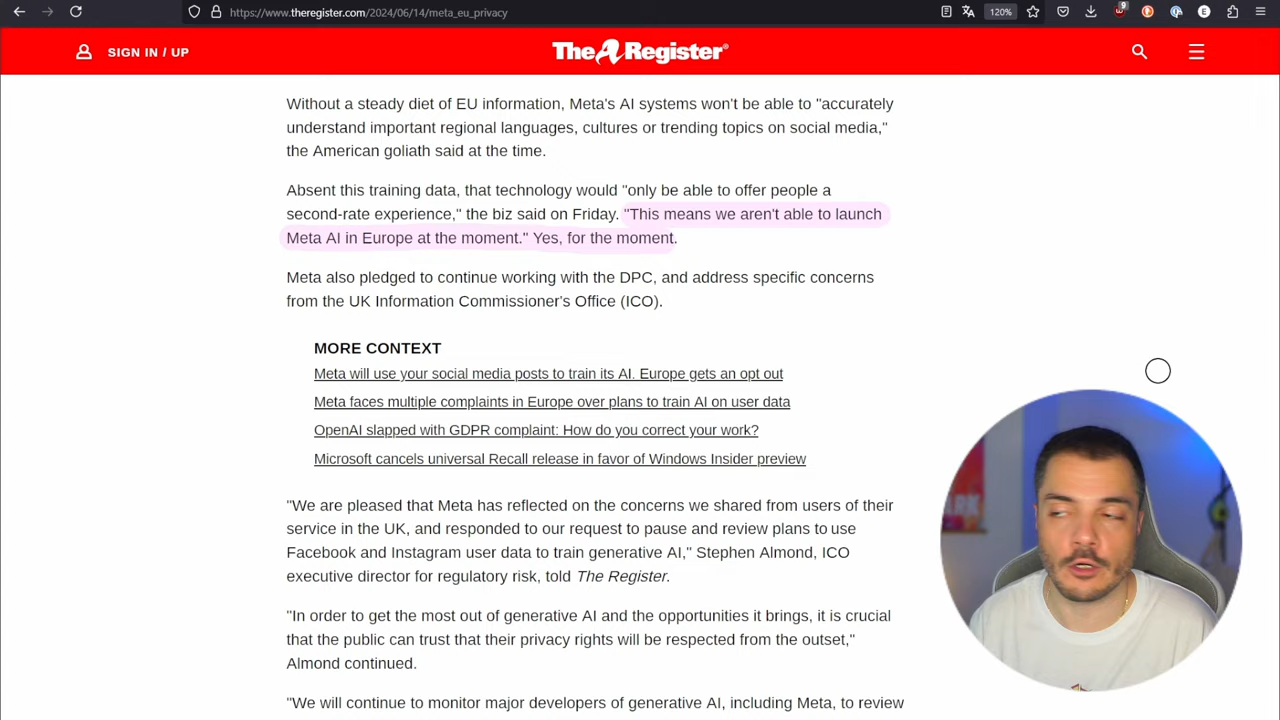 https://www.theregister.com/2024/06/14/meta_eu_privacy
120%
9
E
SIGN IN / UP
The A Register®
Without a steady diet of EU information, Meta's AI systems won't be able to "accurately
understand important regional languages, cultures or trending topics on social media,"
the American goliath said at the time.
Absent this training data, that technology would "only be able to offer people a
second-rate experience," the biz said on Friday. "This means we aren't able to launch
Meta AI in Europe at the moment." Yes, for the moment.
Meta also pledged to continue working with the DPC, and address specific concerns
from the UK Information Commissioner's Office (ICO).
MORE CONTEXT
Meta will use your social media posts to train its AI. Europe gets an opt out
Meta faces multiple complaints in Europe over plans to train AI on user data
OpenAI slapped with GDPR complaint: How do you correct your work?
Microsoft cancels universal Recall release in favor of Windows Insider preview
"We are pleased that Meta has reflected on the concerns we shared from users of their
service in the UK, and responded to our request to pause and review plans to use
Facebook and Instagram user data to train generative AI," Stephen Almond, ICO
executive director for regulatory risk, told The Register.
"In order to get the most out of generative AI and the opportunities it brings, it is crucial
that the public can trust that their privacy rights will be respected from the outset,"
Almond continued.
"We will continue to monitor major developers of generative AI, including Meta, to review